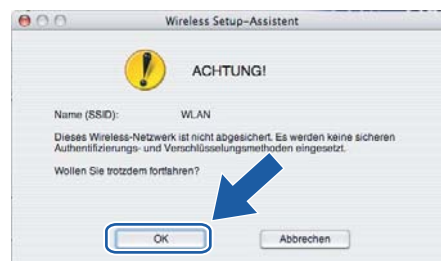 Wireless Setup-Assistent
ACHTUNG!
Name (SSID): WLAN
Dieses Wireless-Netzwerk ist nicht abgesichert. Es werden keine sicheren
Authentifizierungs- und Verschlüsselungsmethoden eingesetzt.
Wollen Sie trotzdem fortfahren?
OK Abbrechen